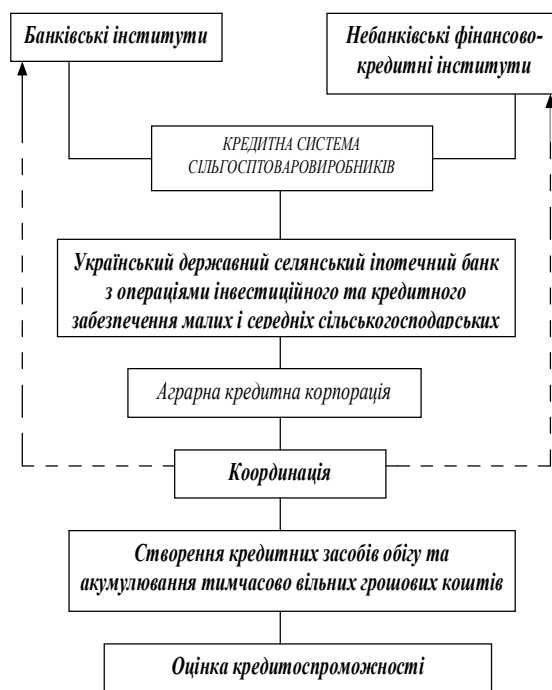 Банківські інститути
Небанківські фінансово-
кредитні інститути
КРЕДИТНА СИСТЕМА
СІЛЬГОСПТОВАРОВИРОБНИКІВ
Український державний селянський іпотечний банк
з операціями інвестиційного та кредитного
забезпечення малих і середніх сільськогосподарських
Аграрна кредитна корпорація
Координація
Створення кредитних засобів обігу та
акумулювання тимчасово вільних грошових коштів
Оцінка кредитоспроможності